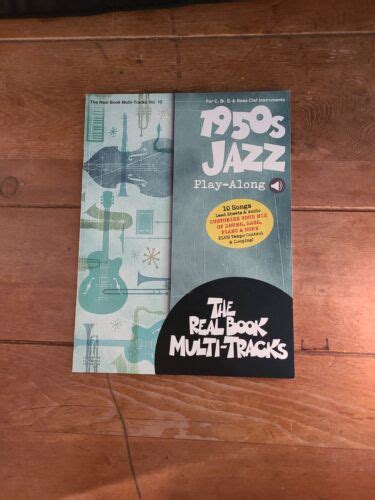 The Real Book Multi-Tracks Vol. 12
For C, B♭, E♭ & Bass Clef Instruments
1950s
JAZZ
Play-Along
10 Songs
Lead Sheets & Audio
CUSTOMIZE YOUR MIX
OF DRUMS, BASS,
PIANO & HORN
PLUS Tempo Control
& Looping!
THE
REAL BOOK
MULTI-TRACKS